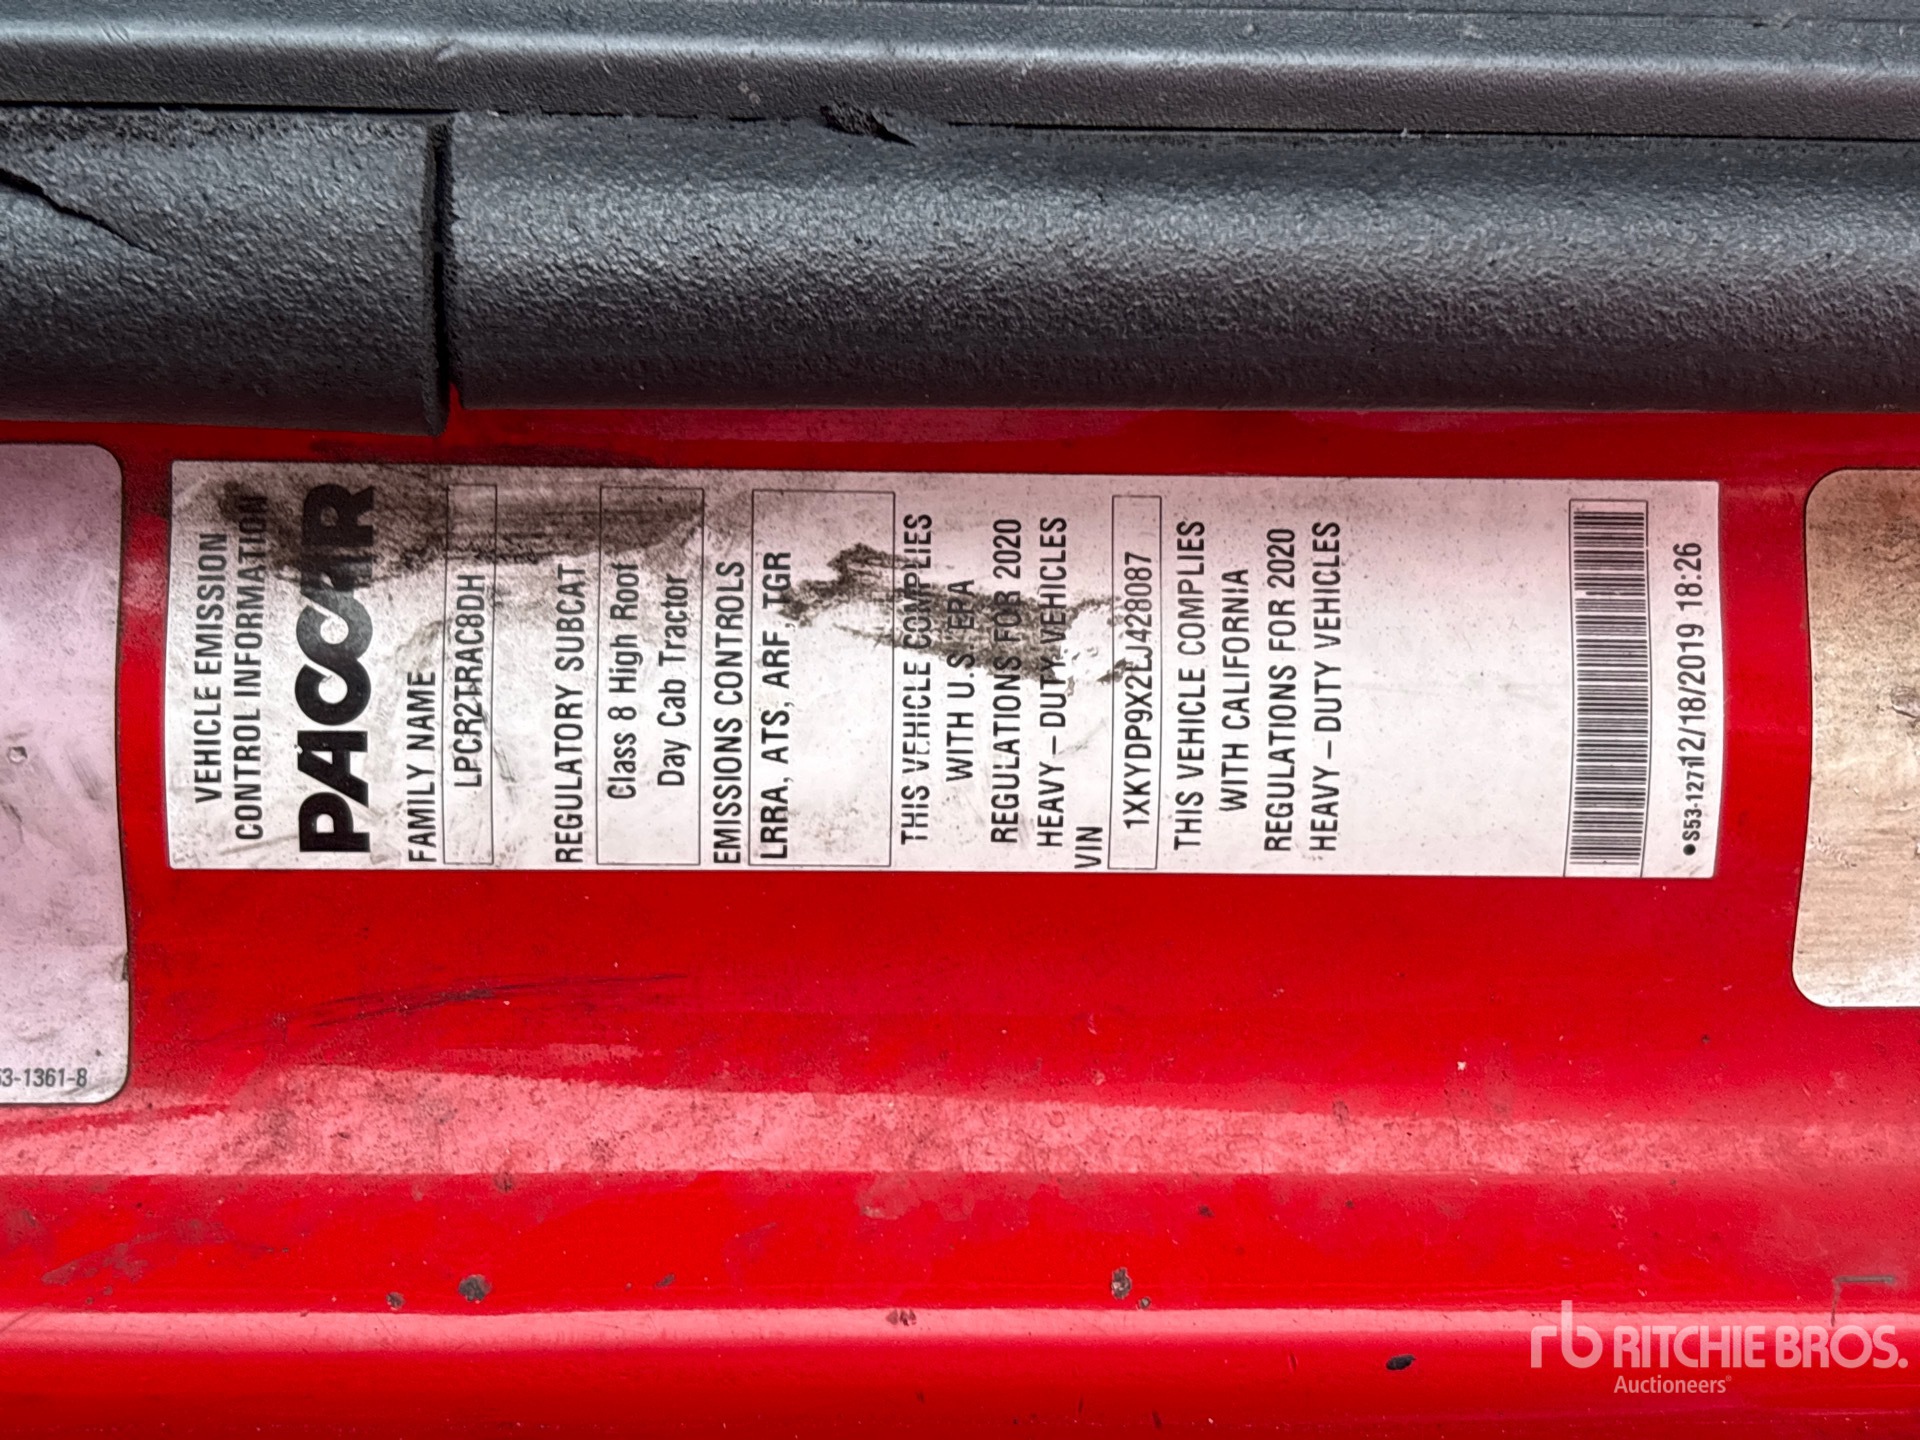 VEHICLE EMISSION
CONTROL INFORMATION
PACCAR
FAMILY NAME
LPCR2TRAC8DH
REGULATORY SUBCAT
Class 8 High Roof
Day Cab Tractor
EMISSIONS CONTROLS
LRRA, ATS, ARF, TGR
THIS VEHICLE COMPLIES
WITH U.S. EPA
REGULATIONS FOR 2020
HEAVY-DUTY VEHICLES
VIN
1XKYDP9X2LJ428087
THIS VEHICLE COMPLIES
WITH CALIFORNIA
REGULATIONS FOR 2020
HEAVY-DUTY VEHICLES
•S53-1277 12/18/2019 18:26
53-1361-8
rb RITCHIE BROS.
Auctioneers